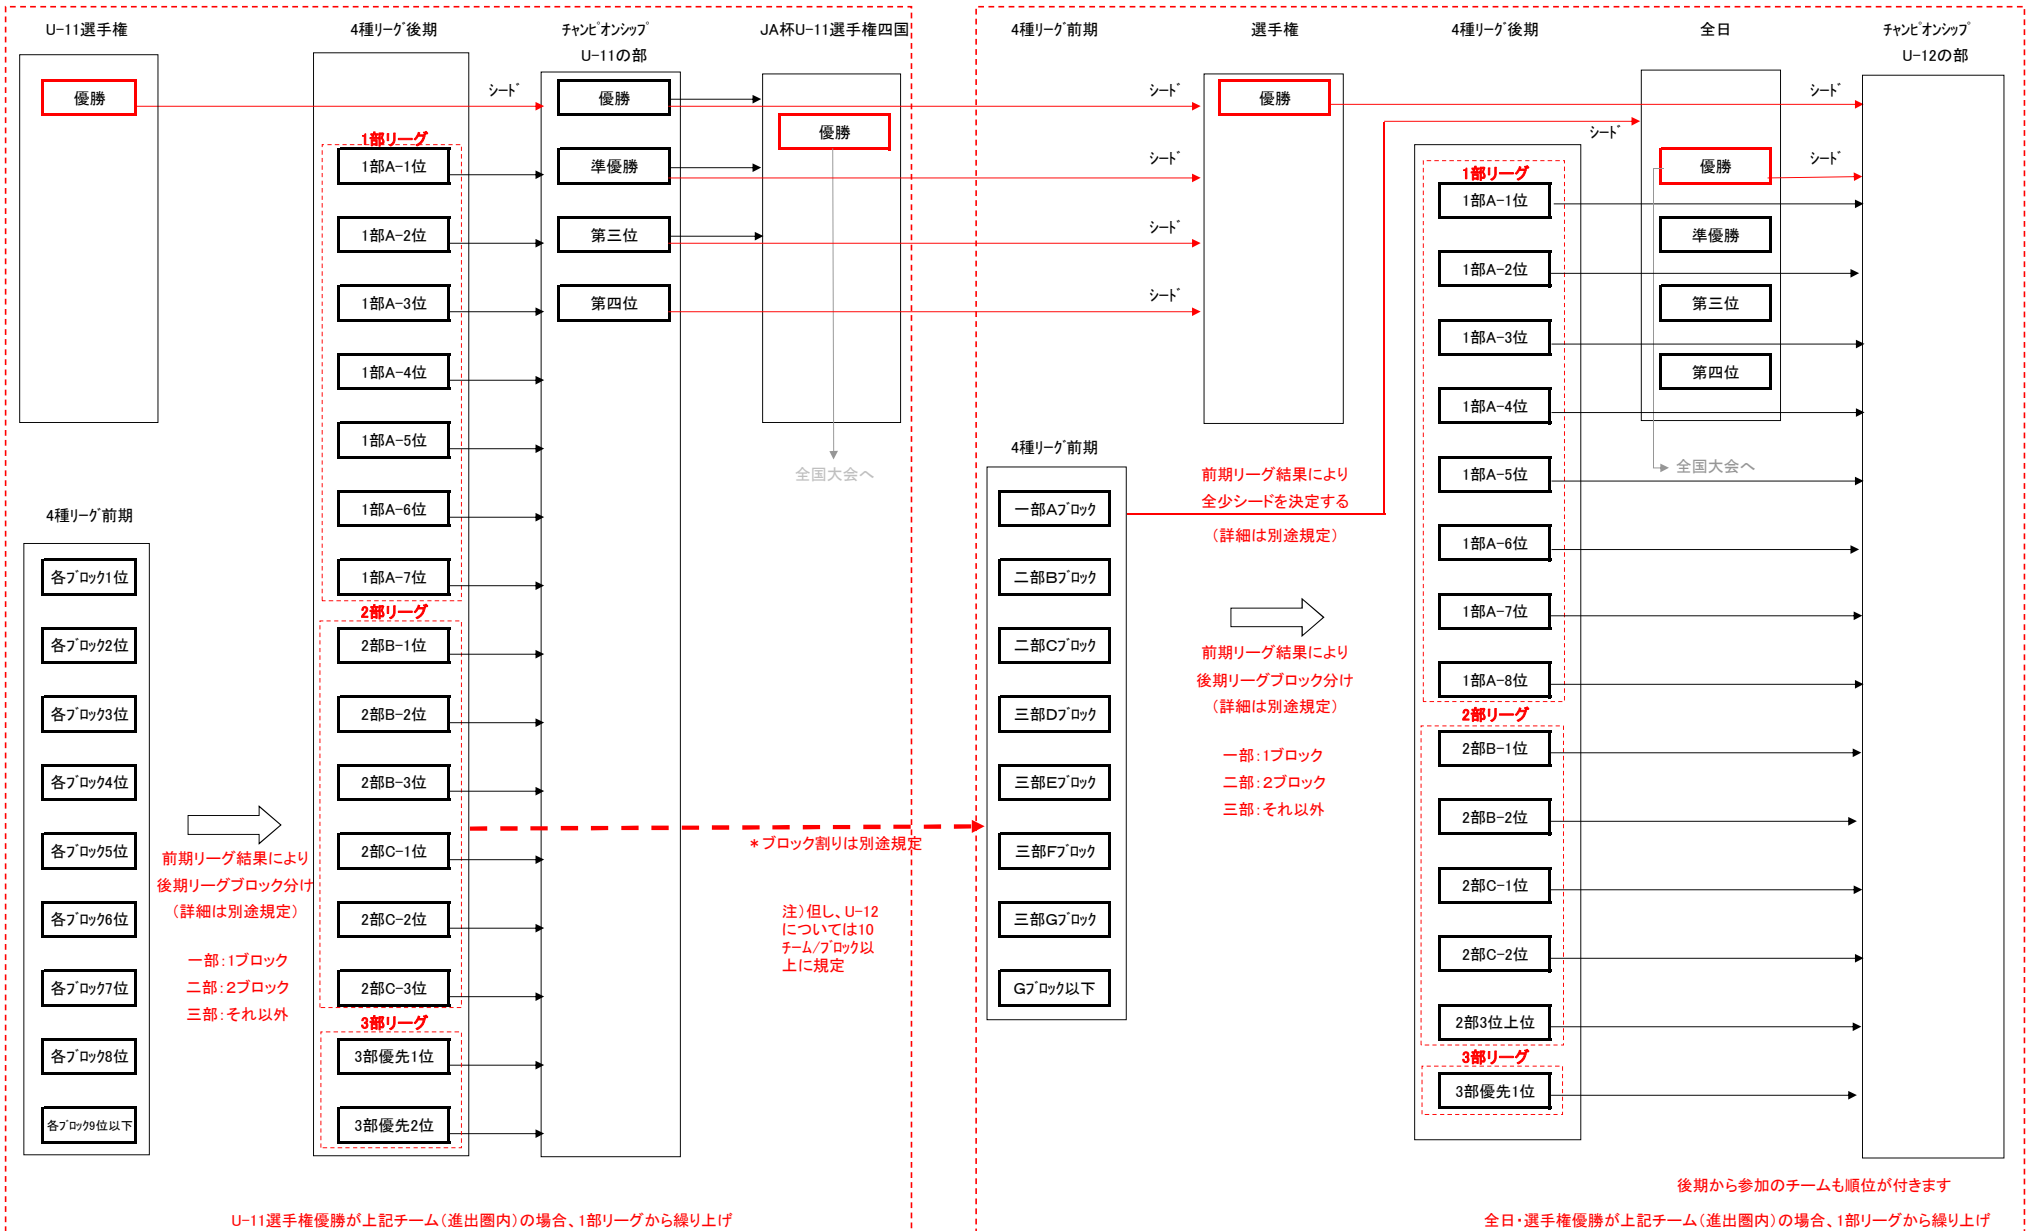 U-11選手権
優勝
4種リーグ前期
各ブロック1位
各ブロック2位
各ブロック3位
各ブロック4位
各ブロック5位
各ブロック6位
各ブロック7位
各ブロック8位
各ブロック9位以下
前期リーグ結果により
後期リーグブロック分け
(詳細は別途規定)
一部:1ブロック
二部:2ブロック
三部:それ以外
4種リーグ後期
1部リーグ
1部A-1位
1部A-2位
1部A-3位
1部A-4位
1部A-5位
1部A-6位
1部A-7位
2部リーグ
2部B-1位
2部B-2位
2部B-3位
2部C-1位
2部C-2位
2部C-3位
3部リーグ
3部優先1位
3部優先2位
シード
チャンピオンシップ
U-11の部
優勝
準優勝
第三位
第四位
JA杯U-11選手権四国
優勝
全国大会へ
*ブロック割りは別途規定
注)但し、U-12
については10
チーム/ブロック以
上に規定
U-11選手権優勝が上記チーム(進出圏内)の場合、1部リーグから繰り上げ
4種リーグ前期
シード
シード
シード
シード
4種リーグ前期
一部Aブロック
二部Bブロック
二部Cブロック
三部Dブロック
三部Eブロック
三部Fブロック
三部Gブロック
Gブロック以下
選手権
優勝
前期リーグ結果により
全少シードを決定する
(詳細は別途規定)
前期リーグ結果により
後期リーグブロック分け
(詳細は別途規定)
一部:1ブロック
二部:2ブロック
三部:それ以外
4種リーグ後期
1部リーグ
1部A-1位
1部A-2位
1部A-3位
1部A-4位
1部A-5位
1部A-6位
1部A-7位
1部A-8位
2部リーグ
2部B-1位
2部B-2位
2部C-1位
2部C-2位
2部3位上位
3部リーグ
3部優先1位
シード
全日
優勝
準優勝
第三位
第四位
全国大会へ
シード
シード
チャンピオンシップ
U-12の部
後期から参加のチームも順位が付きます
全日・選手権優勝が上記チーム(進出圏内)の場合、1部リーグから繰り上げ